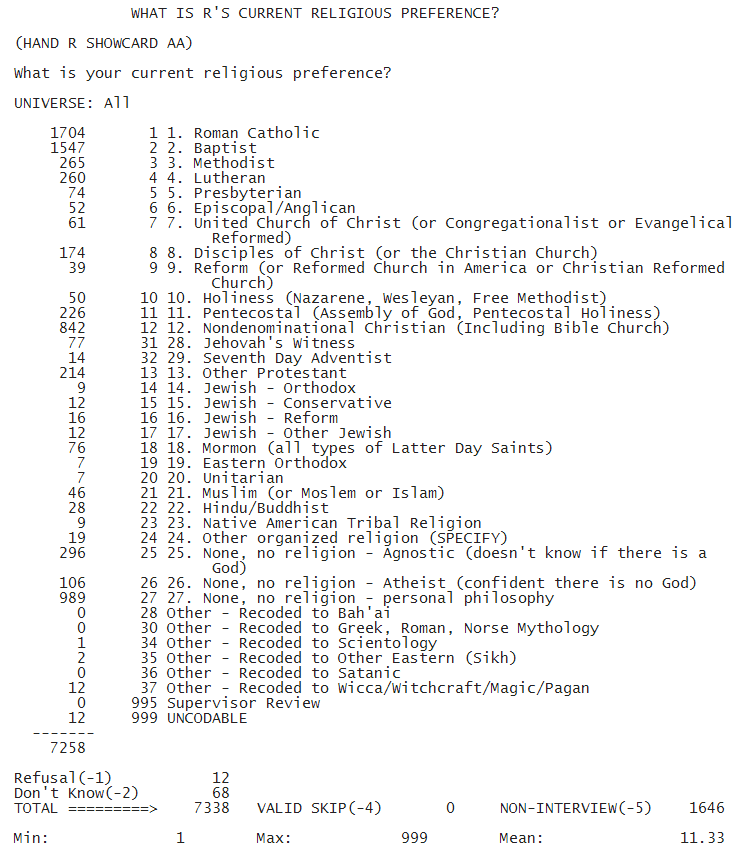 WHAT IS R'S CURRENT RELIGIOUS PREFERENCE?
(HAND R SHOWCARD AA)
What is your current religious preference?
UNIVERSE: All
1704 1 1. Roman Catholic
1547 2 2. Baptist
265 3 3. Methodist
260 4 4. Lutheran
74 5 5. Presbyterian
52 6 6. Episcopal/Anglican
61 7 7. United Church of Christ (or Congregationalist or Evangelical
Reformed)
174 8 8. Disciples of Christ (or the Christian Church)
39 9 9. Reform (or Reformed Church in America or Christian Reformed
Church)
50 10 10. Holiness (Nazarene, Wesleyan, Free Methodist)
226 11 11. Pentecostal (Assembly of God, Pentecostal Holiness)
842 12 12. Nondenominational Christian (Including Bible Church)
77 31 28. Jehovah's Witness
14 32 29. Seventh Day Adventist
214 13 13. Other Protestant
9 14 14. Jewish - Orthodox
12 15 15. Jewish - Conservative
16 16 16. Jewish - Reform
12 17 17. Jewish - Other Jewish
76 18 18. Mormon (all types of Latter Day Saints)
7 19 19. Eastern Orthodox
7 20 20. Unitarian
46 21 21. Muslim (or Moslem or Islam)
28 22 22. Hindu/Buddhist
9 23 23. Native American Tribal Religion
19 24 24. Other organized religion (SPECIFY)
296 25 25. None, no religion - Agnostic (doesn't know if there is a
God)
106 26 26. None, no religion - Atheist (confident there is no God)
989 27 27. None, no religion - personal philosophy
0 28 Other - Recoded to Bah'ai
0 30 Other - Recoded to Greek, Roman, Norse Mythology
1 34 Other - Recoded to Scientology
2 35 Other - Recoded to Other Eastern (Sikh)
0 36 Other - Recoded to Satanic
12 37 Other - Recoded to Wicca/Witchcraft/Magic/Pagan
0 995 Supervisor Review
12 999 UNCODABLE
-------
7258
Refusal(-1) 12
Don't Know(-2) 68
TOTAL =========> 7338 VALID SKIP(-4) 0 NON-INTERVIEW(-5) 1646
Min: 1 Max: 999 Mean: 11.33